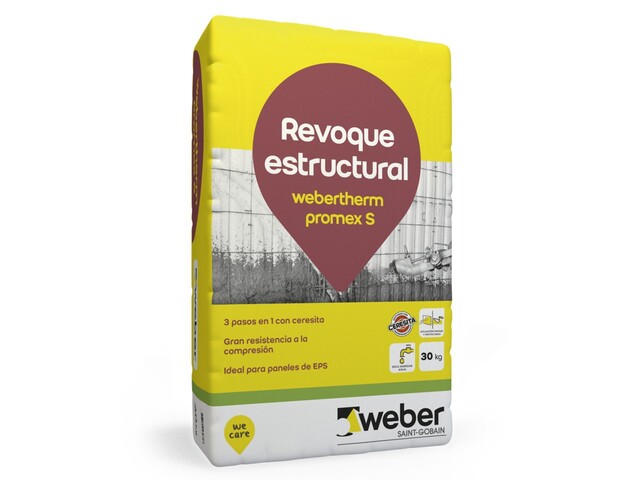 Revoque
estructural
webertherm
promex S
3 pasos en 1 con ceresita
Gran resistencia a la
compresión
Ideal para paneles de EPS
CERESITA
30 kg
we
care
weber
SAINT-GOBAIN